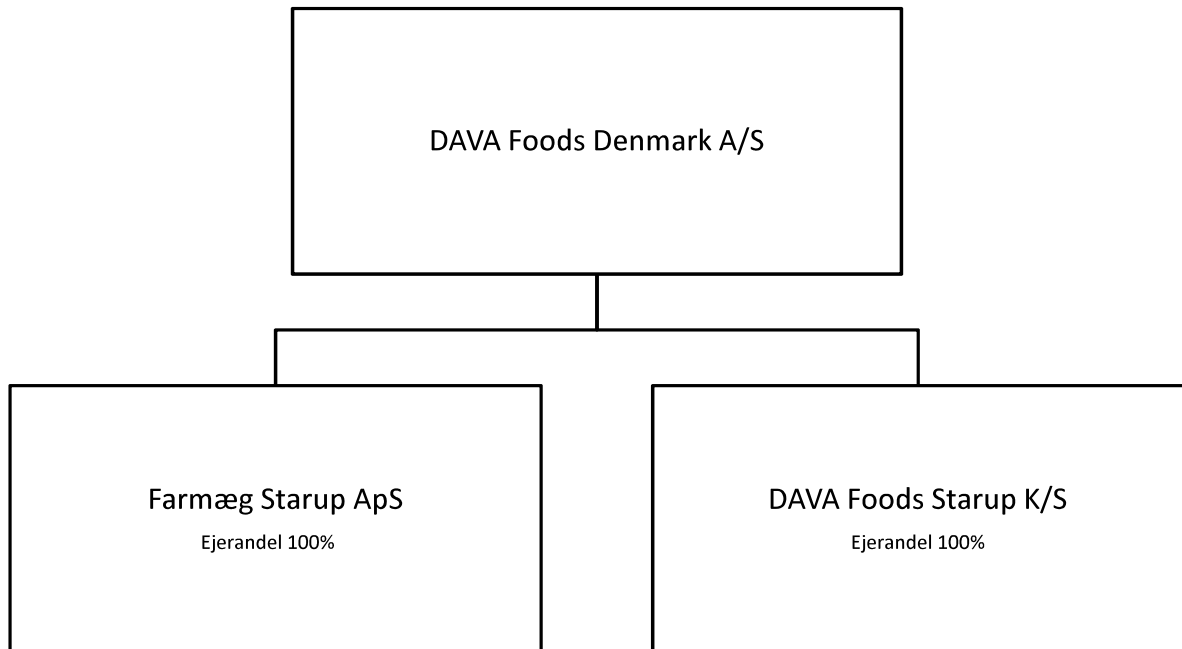 DAVA Foods Denmark A/S
Farmæg Starup ApS
Ejerandel 100%
DAVA Foods Starup K/S
Ejerandel 100%